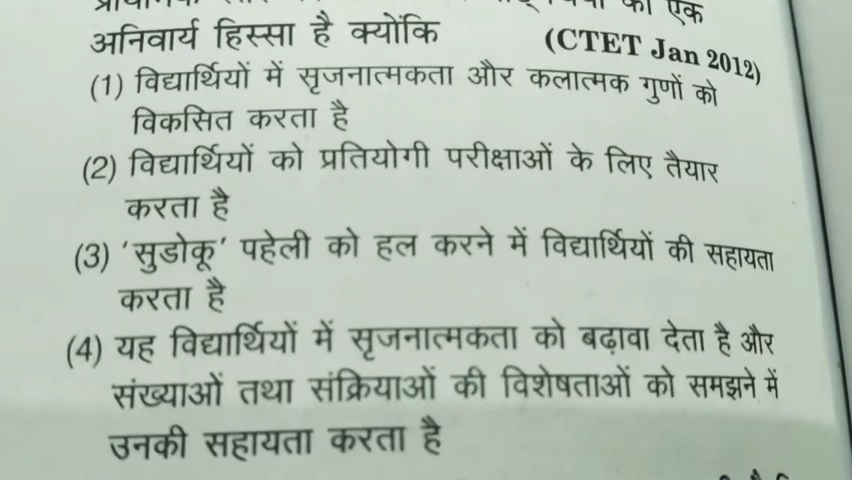 का एक
अनिवार्य हिस्सा है क्योंकि (CTET Jan 2012)
(1) विद्यार्थियों में सृजनात्मकता और कलात्मक गुणों को
विकसित करता है
(2) विद्यार्थियों को प्रतियोगी परीक्षाओं के लिए तैयार
करता है
(3) ‘सुडोकू’ पहेली को हल करने में विद्यार्थियों की सहायता
करता है
(4) यह विद्यार्थियों में सृजनात्मकता को बढ़ावा देता है और
संख्याओं तथा संक्रियाओं की विशेषताओं को समझने में
उनकी सहायता करता है